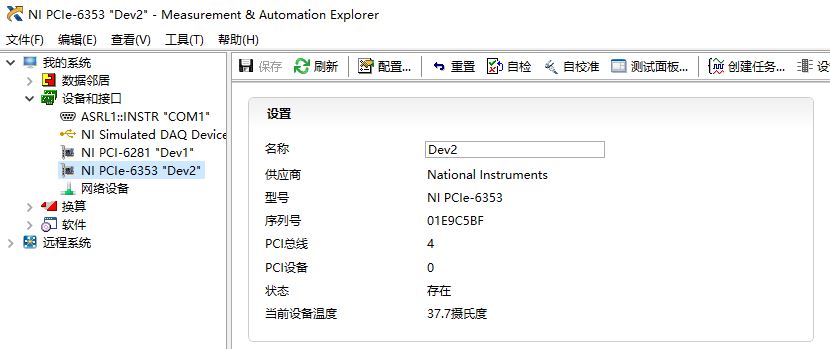 NI PCIe-6353 "Dev2" - Measurement & Automation Explorer
文件(F) 编辑(E) 查看(V) 工具(T) 帮助(H)
我的系统
数据邻居
设备和接口
ASRL1::INSTR "COM1"
NI Simulated DAQ Device
NI PCI-6281 "Dev1"
NI PCIe-6353 "Dev2"
网络设备
换算
软件
远程系统
保存 刷新 配置... 重置 自检 自校准 测试面板... 创建任务...
设置
名称 Dev2
供应商 National Instruments
型号 NI PCIe-6353
序列号 01E9C5BF
PCI总线 4
PCI设备 0
状态 存在
当前设备温度 37.7摄氏度